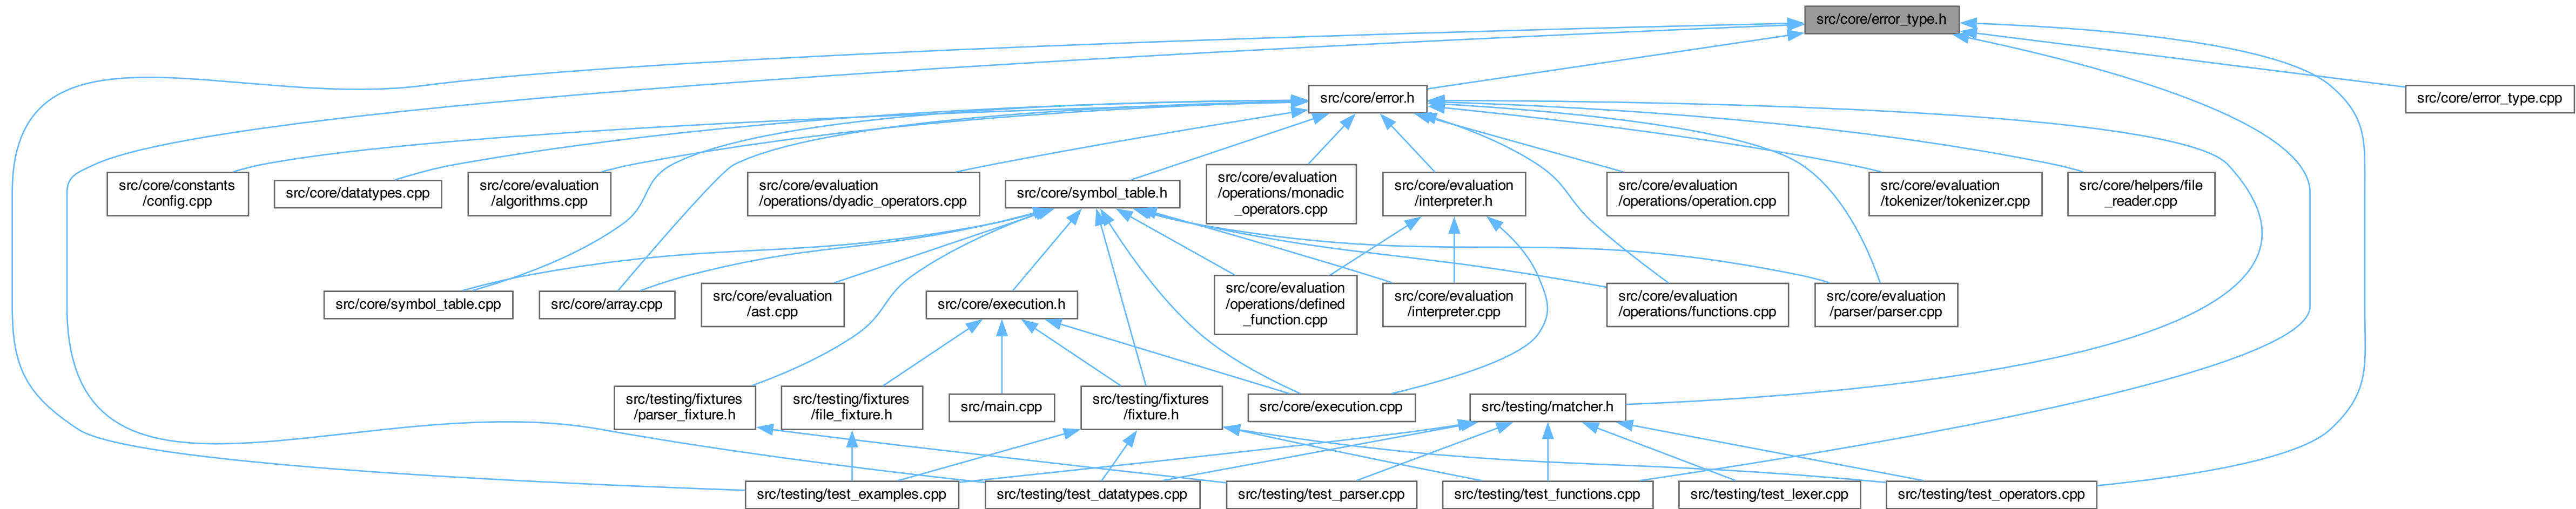 src/core/error_type.h
src/core/error.h
src/core/error_type.cpp
src/core/constants
/config.cpp
src/core/datatypes.cpp
src/core/evaluation
/algorithms.cpp
src/core/evaluation
/operations/dyadic_operators.cpp
src/core/symbol_table.h
src/core/evaluation
/operations/monadic
_operators.cpp
src/core/evaluation
/interpreter.h
src/core/evaluation
/operations/operation.cpp
src/core/evaluation
/tokenizer/tokenizer.cpp
src/core/helpers/file
_reader.cpp
src/core/symbol_table.cpp
src/core/array.cpp
src/core/evaluation
/ast.cpp
src/core/execution.h
src/core/evaluation
/operations/defined
_function.cpp
src/core/evaluation
/interpreter.cpp
src/core/evaluation
/operations/functions.cpp
src/core/evaluation
/parser/parser.cpp
src/testing/fixtures
/parser_fixture.h
src/testing/fixtures
/file_fixture.h
src/main.cpp
src/testing/fixtures
/fixture.h
src/core/execution.cpp
src/testing/matcher.h
src/testing/test_examples.cpp
src/testing/test_datatypes.cpp
src/testing/test_parser.cpp
src/testing/test_functions.cpp
src/testing/test_lexer.cpp
src/testing/test_operators.cpp